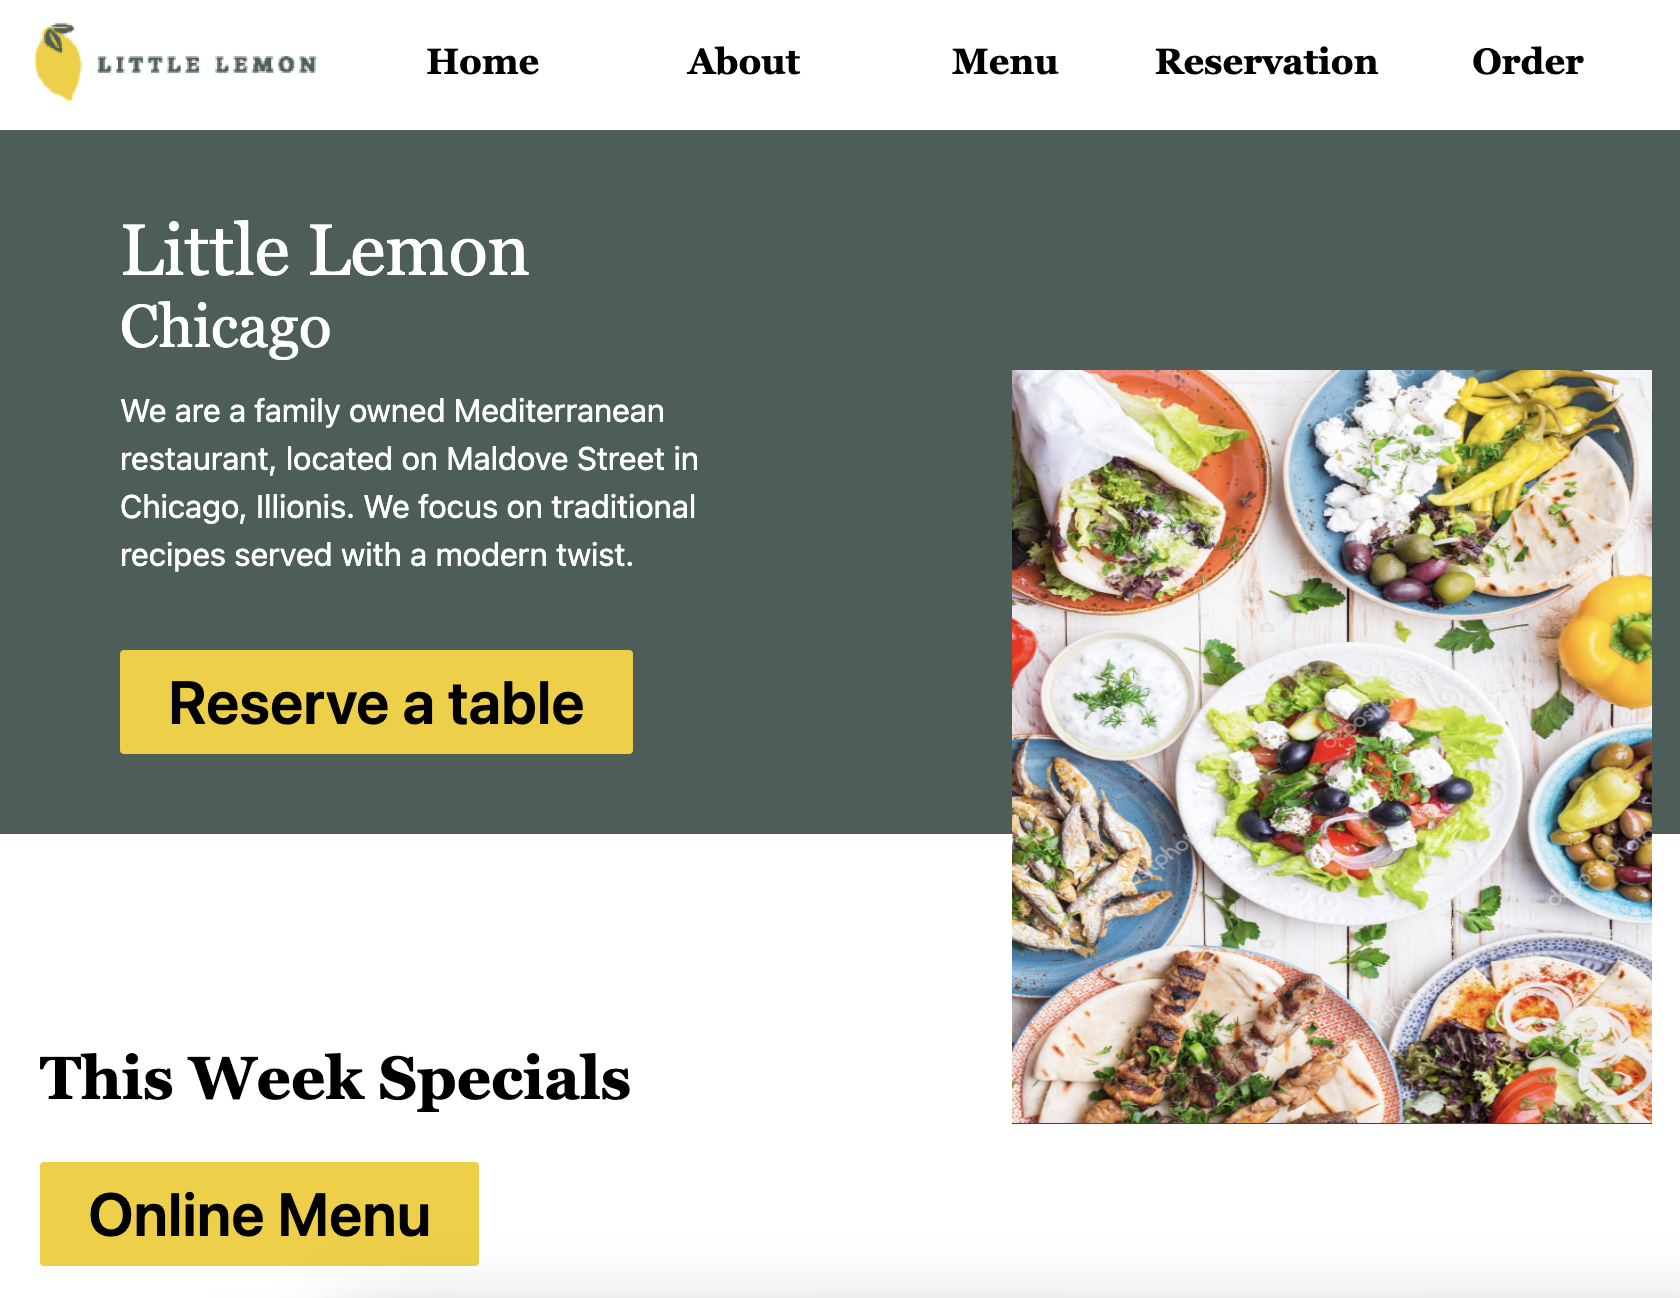 LITTLE LEMON
Home
About
Menu
Reservation
Order
Little Lemon
Chicago
We are a family owned Mediterranean
restaurant, located on Maldove Street in
Chicago, Illionis. We focus on traditional
recipes served with a modern twist.
Reserve a table
This Week Specials
Online Menu